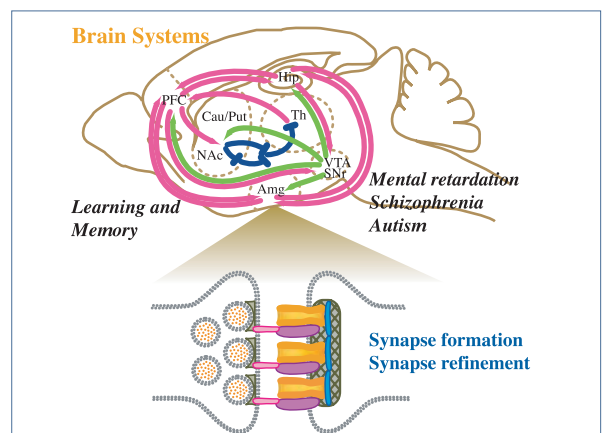 Brain Systems
Hip
PFC
Cau/Put
Th
NAc
VTA
SNr
Amg
Learning and
Memory
Mental retardation
Schizophrenia
Autism
Synapse formation
Synapse refinement